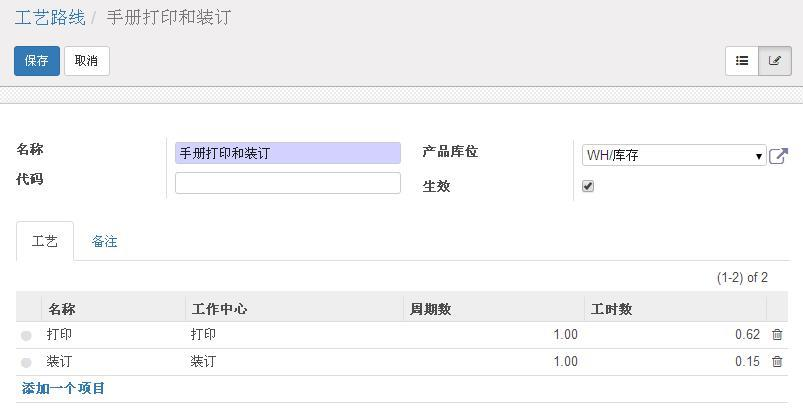 工艺路线 / 手册打印和装订
保存 取消
名称 手册打印和装订 产品库位 WH/库存
代码 生效
工艺 备注
(1-2) of 2
名称 工作中心 周期数 工时数
打印 打印 1.00 0.62
装订 装订 1.00 0.15
添加一个项目